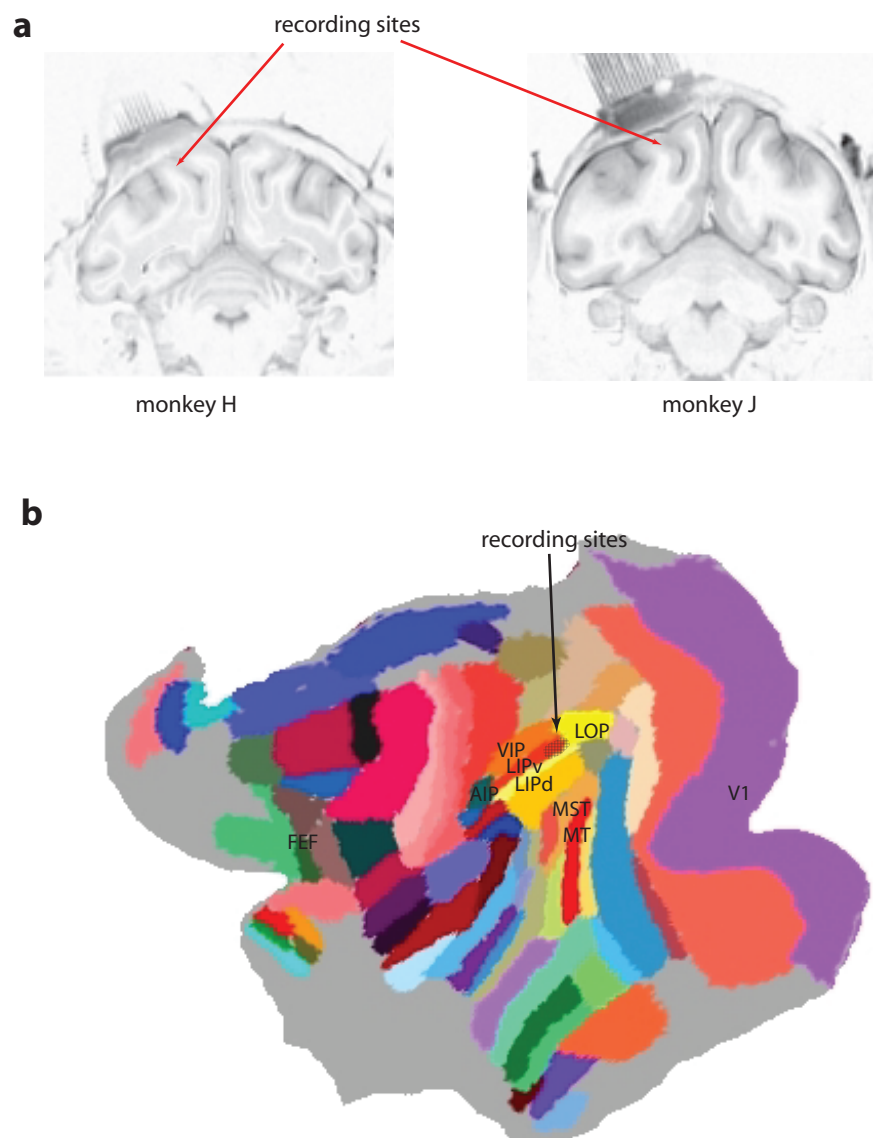 a
recording sites
monkey H
monkey J
b
recording sites
LOP
VIP
LIPv
LIPd
AIP
V1
MST
MT
FEF